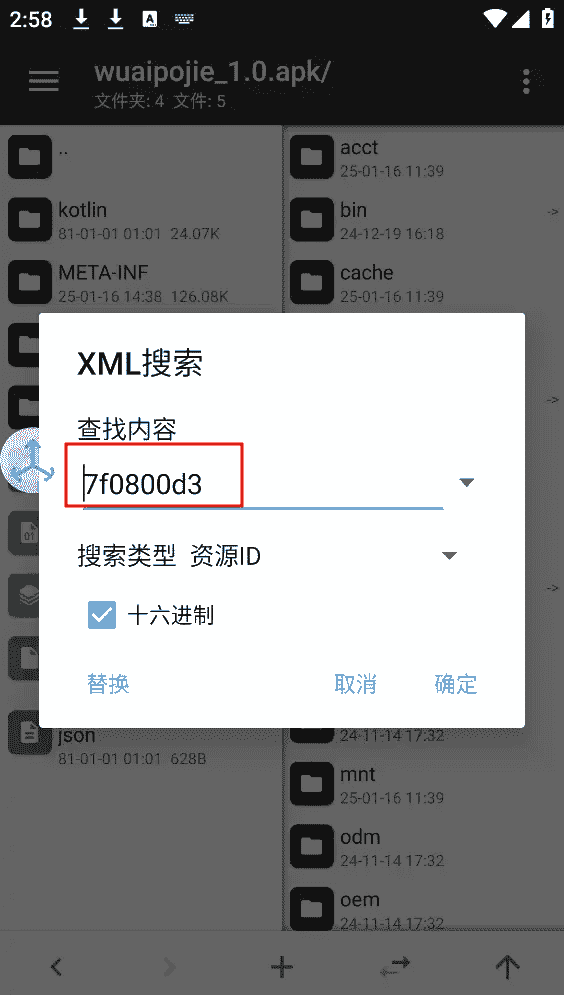 2:58
wuaipojie_1.0.apk/
文件夹: 4 文件: 5
..
kotlin
81-01-01 01:01 24.07K
META-INF
25-01-16 14:38 126.08K
json
81-01-01 01:01 628B
acct
25-01-16 11:39
bin
24-12-19 16:18
->
cache
25-01-16 11:39
->
->
24-11-14 17:32
mnt
25-01-16 11:39
odm
24-11-14 17:32
oem
24-11-14 17:32
XML搜索
查找内容
7f0800d3
搜索类型 资源ID
十六进制
替换 取消 确定